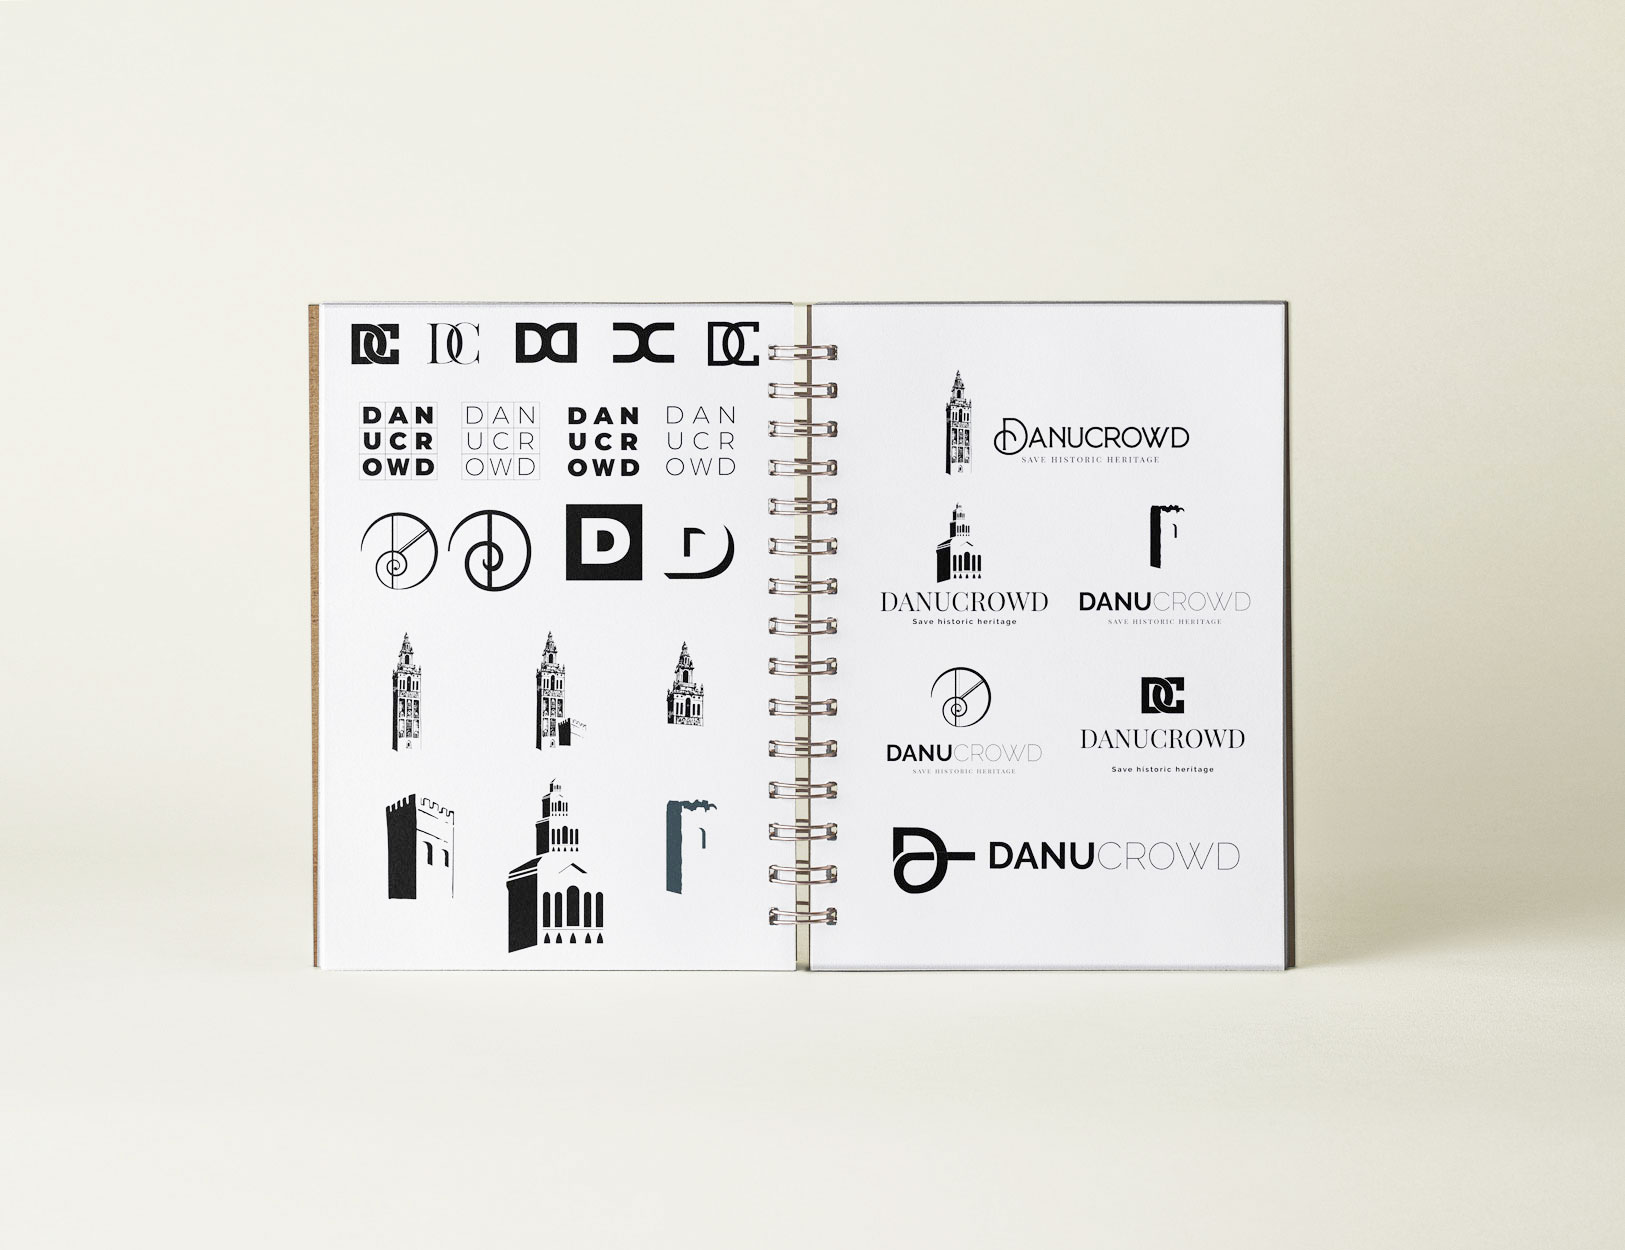 DC DC DD DC DC
DAN DAN DAN DAN
UCR UCR UCR UCR
OWD OWD OWD OWD
D D
DANUCROWD
SAVE HISTORIC HERITAGE
DANUCROWD
Save historic heritage
DANUCROWD
SAVE HISTORIC HERITAGE
DANUCROWD
SAVE HISTORIC HERITAGE
DC
DANUCROWD
Save historic heritage
DANUCROWD